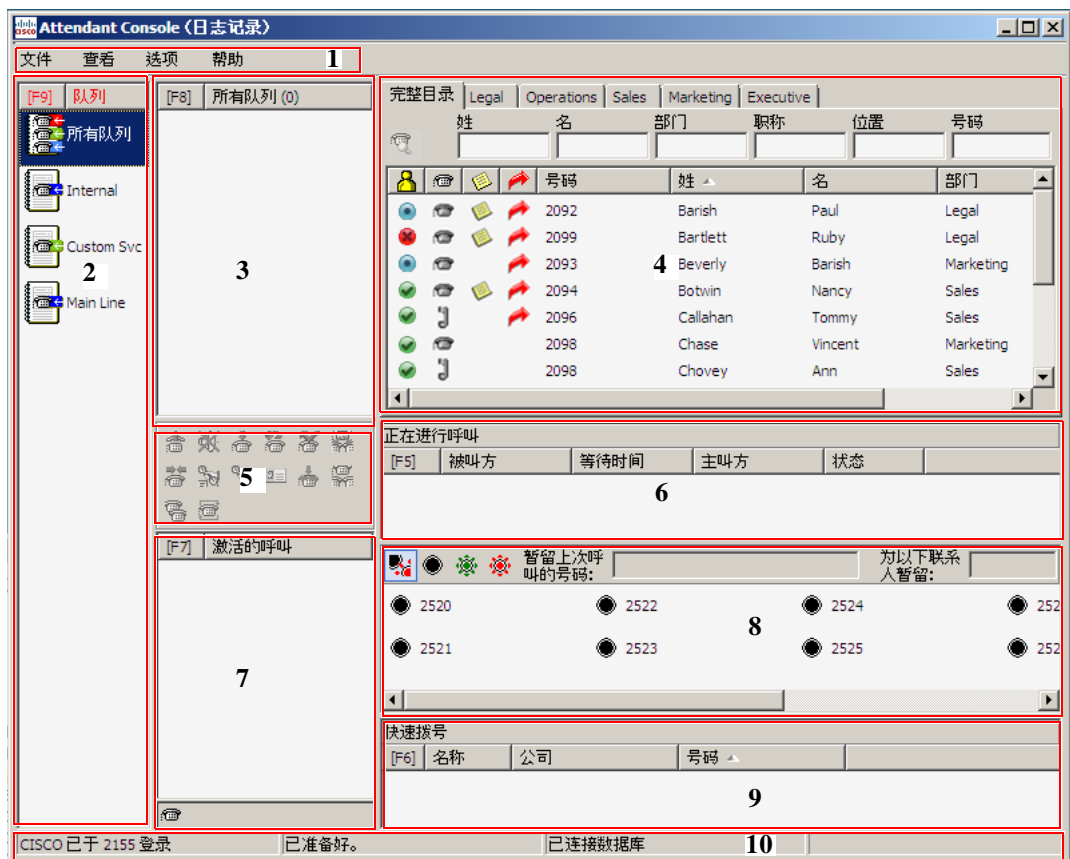 CISCO Attendant Console (日志记录)
文件 查看 选项 帮助 1
[F9] 队列
所有队列
Internal
Custom Svc
2
Main Line
[F8] 所有队列 (0)
3
完整目录 Legal Operations Sales Marketing Executive
姓 名 部门 职称 位置 号码
号码 姓 名 部门
2092 Barish Paul Legal
2099 Bartlett Ruby Legal
2093 Beverly Barish Marketing
4
2094 Botwin Nancy Sales
2096 Callahan Tommy Sales
2098 Chase Vincent Marketing
2098 Chovey Ann Sales
5
正在进行呼叫
[F5] 被叫方 等待时间 主叫方 状态
6
[F7] 激活的呼叫
7
暂留上次呼
叫的号码:
为以下联系
人暂留:
2520 2522 2524 252
8
2521 2523 2525 252
快速拨号
[F6] 名称 公司 号码
9
CISCO 已于 2155 登录 已准备好。 已连接数据库 10